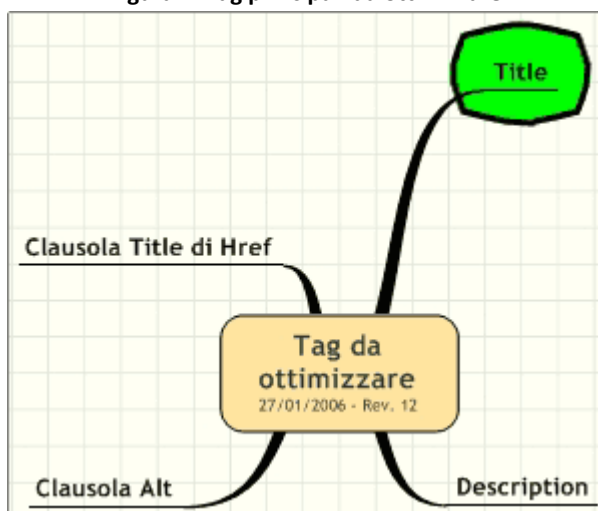 Title
Clausola Title di Href
Tag da
ottimizzare
27/01/2006 - Rev. 12
Clausola Alt
Description